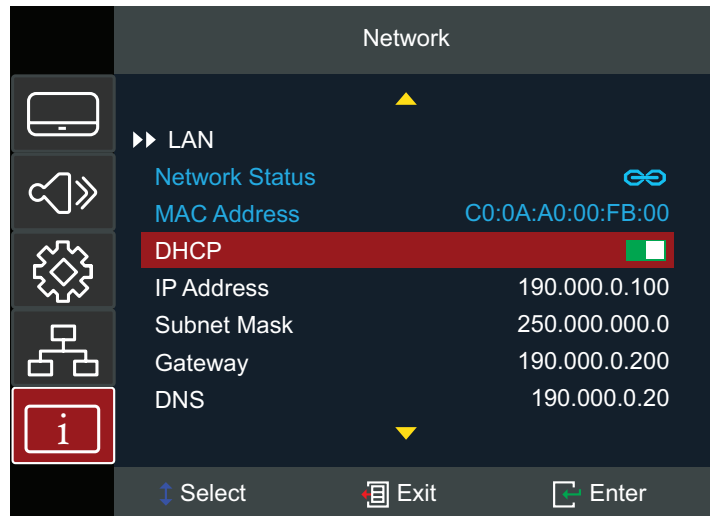 Network
LAN
Network Status
MAC Address C0:0A:A0:00:FB:00
DHCP
IP Address 190.000.0.100
Subnet Mask 250.000.000.0
Gateway 190.000.0.200
DNS 190.000.0.20
i
Select Exit Enter